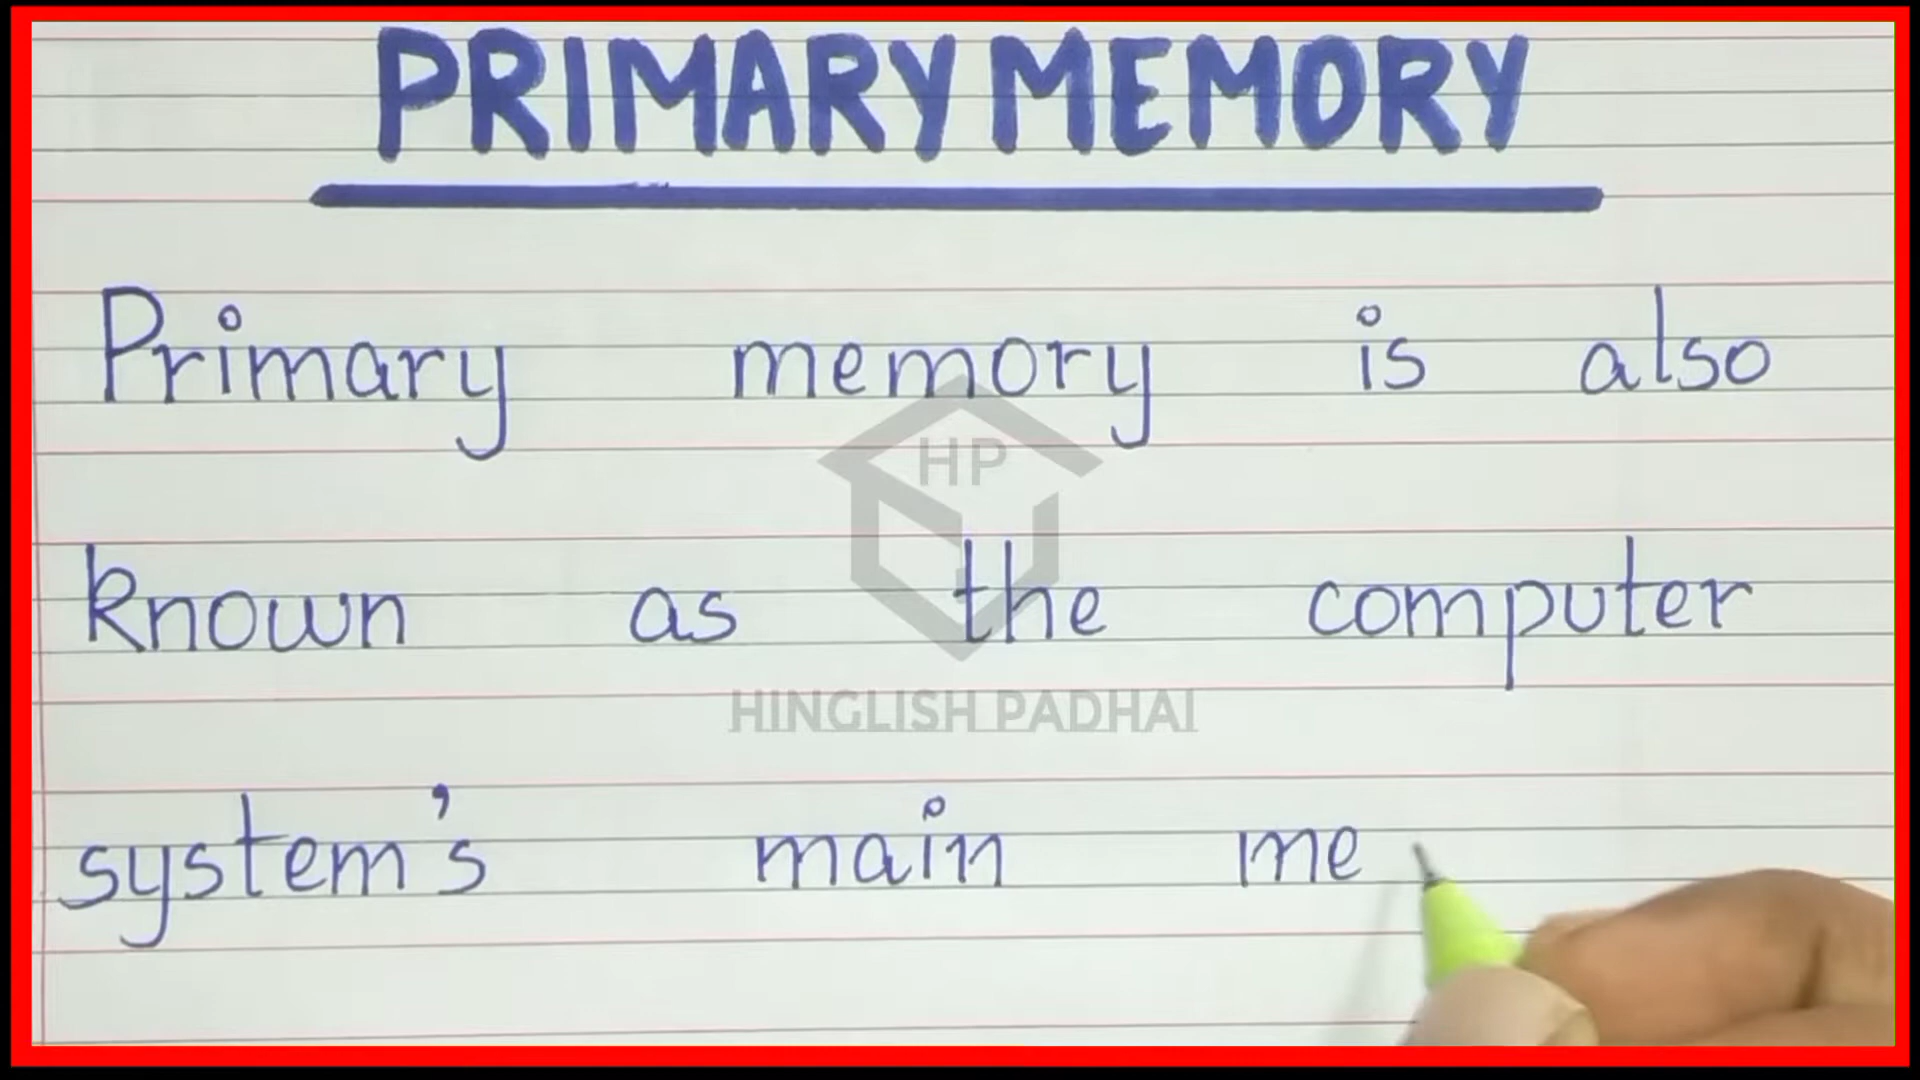 PRIMARY MEMORY
Primary memory is also
HP
known as the computer
HINGLISH PADHAI
system's main me